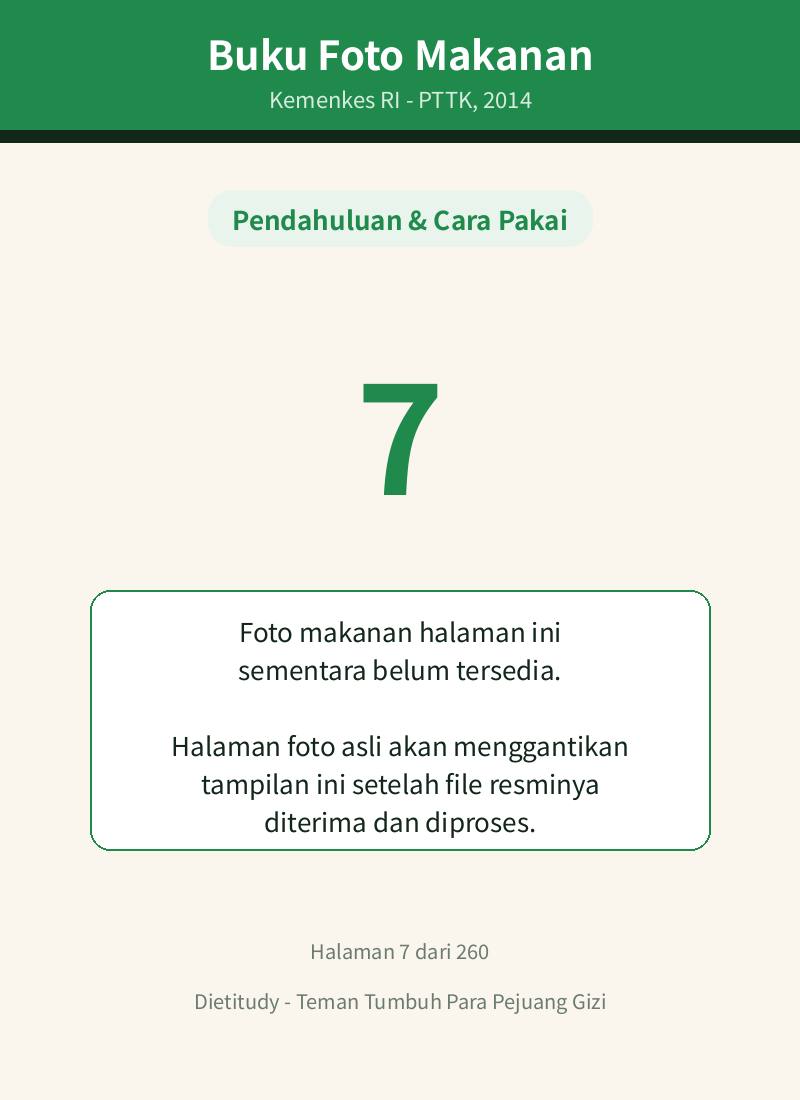 Buku Foto Makanan
Kemenkes RI - PTTK, 2014
Pendahuluan & Cara Pakai
7
Foto makanan halaman ini
sementara belum tersedia.
Halaman foto asli akan menggantikan
tampilan ini setelah file resminya
diterima dan diproses.
Halaman 7 dari 260
Dietitudy - Teman Tumbuh Para Pejuang Gizi